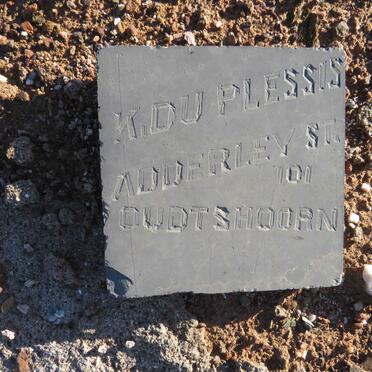 K.DU PLESSIS
ADDERLEY ST.
101
OUDTSHOORN